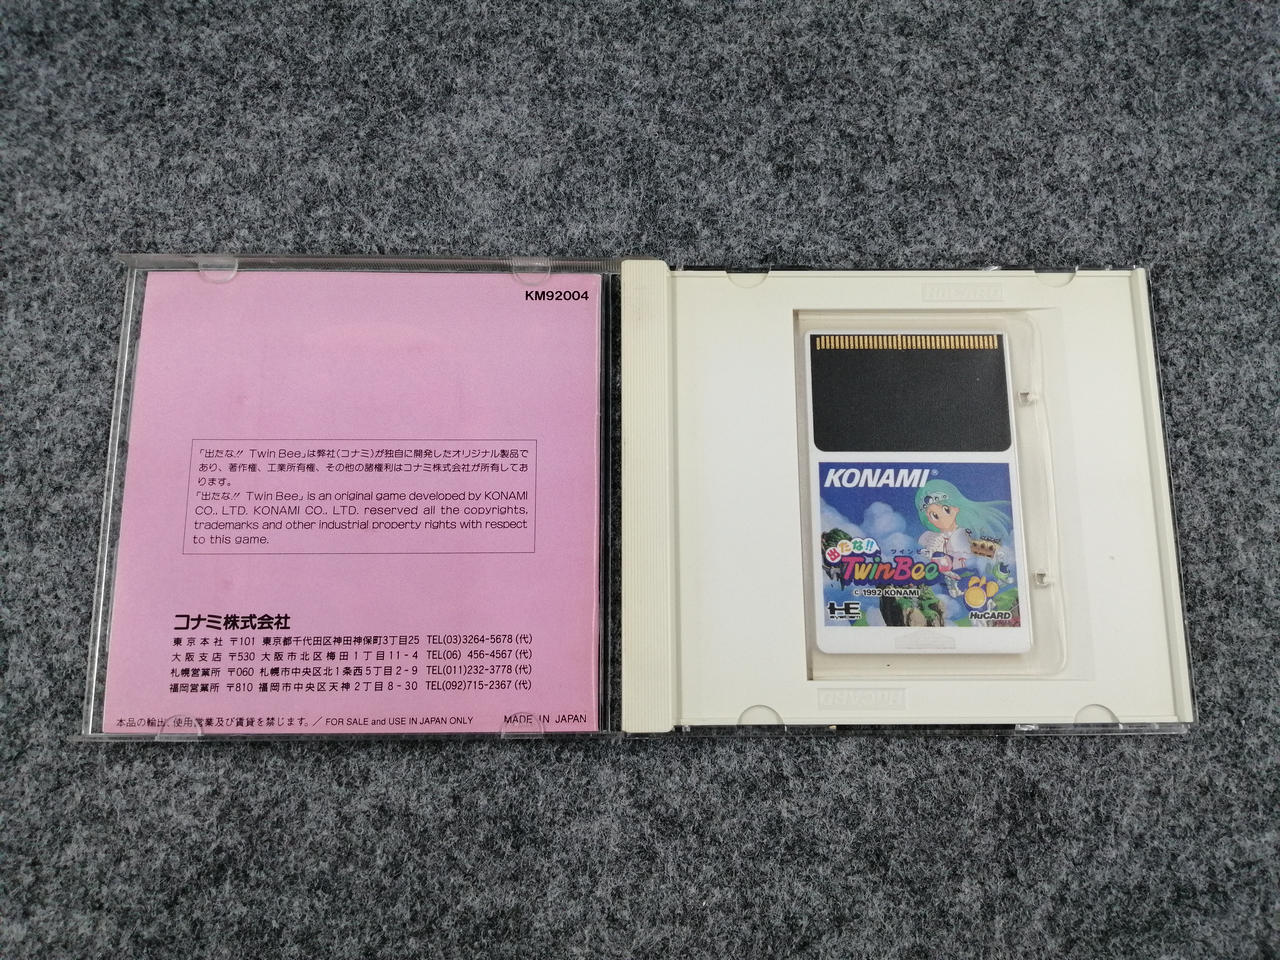 KM92004
「出たな!! Twin Bee」は弊社(コナミ)が独自に開発したオリジナル製品で
あり、著作権、工業所有権、その他の諸権利はコナミ株式会社が所有してお
ります。
「出たな!! Twin Bee」is an original game developed by KONAMI
CO., LTD. KONAMI CO., LTD. reserved all the copyrights,
trademarks and other industrial property rights with respect
to this game.
コナミ株式会社
東京本社 〒101 東京都千代田区神田神保町3丁目25 TEL(03)3264-5678(代)
大阪支店 〒530 大阪市北区梅田1丁目11-4 TEL(06) 456-4567(代)
札幌営業所 〒060 札幌市中央区北1条西5丁目2-9 TEL(011)232-3778(代)
福岡営業所 〒810 福岡市中央区天神2丁目8-30 TEL(092)715-2367(代)
本品の輸出、使用営業及び賃貸を禁じます。/ FOR SALE and USE IN JAPAN ONLY MADE IN JAPAN
HuCARD
KONAMI®
出たな!! ツインビー
TwinBee
© 1992 KONAMI
HE SYSTEM
HuCARD
HuCARD